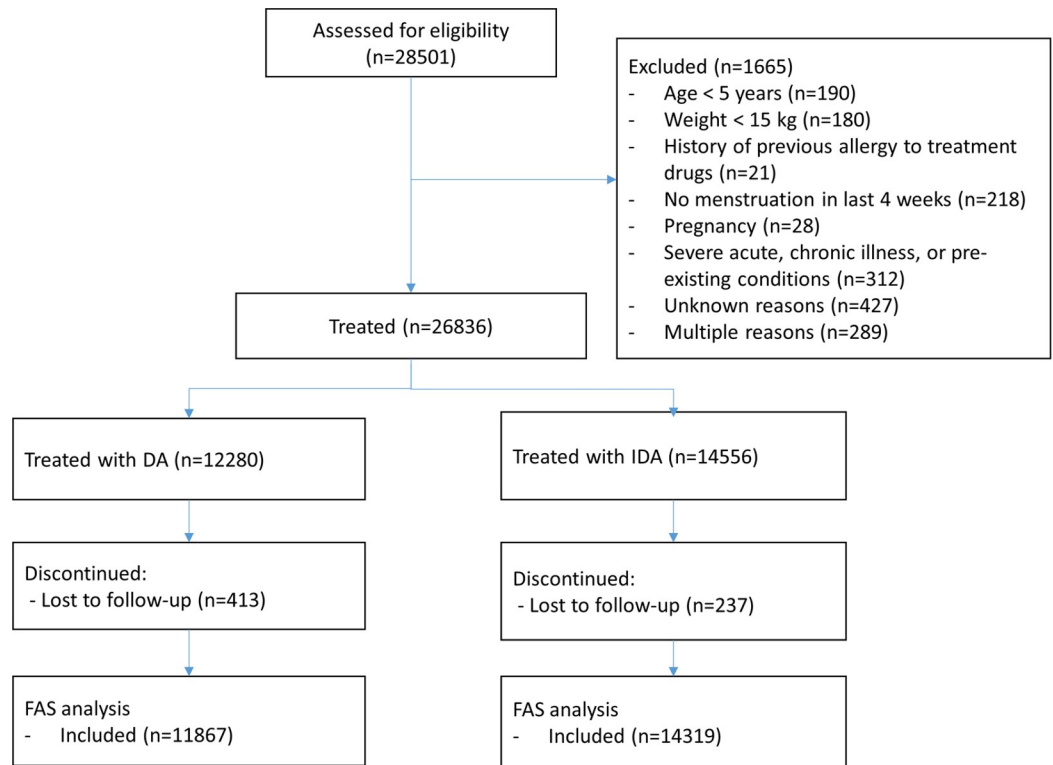 Assessed for eligibility
(n=28501)
Excluded (n=1665)
- Age < 5 years (n=190)
- Weight < 15 kg (n=180)
- History of previous allergy to treatment
drugs (n=21)
- No menstruation in last 4 weeks (n=218)
- Pregnancy (n=28)
- Severe acute, chronic illness, or pre-
existing conditions (n=312)
- Unknown reasons (n=427)
- Multiple reasons (n=289)
Treated (n=26836)
Treated with DA (n=12280)
Treated with IDA (n=14556)
Discontinued:
- Lost to follow-up (n=413)
Discontinued:
- Lost to follow-up (n=237)
FAS analysis
- Included (n=11867)
FAS analysis
- Included (n=14319)